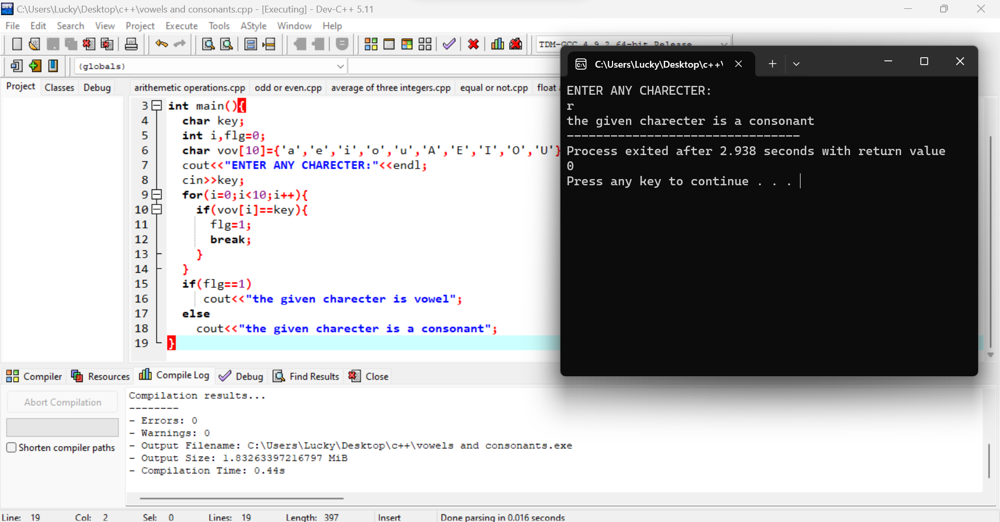 C:\Users\Lucky\Desktop\c++\vowels and consonants.cpp - [Executing] - Dev-C++ 5.11
File Edit Search View Project Execute Tools AStyle Window Help
TDM-GCC 4.9.2 64-bit Release
(globals)
Project Classes Debug
arithemetic operations.cpp odd or even.cpp average of three integers.cpp equal or not.cpp float
3 int main(){
4 char key;
5 int i,flg=0;
6 char vov[10]={'a','e','i','o','u','A','E','I','O','U'}
7 cout<<"ENTER ANY CHARECTER:"<<endl;
8 cin>>key;
9 for(i=0;i<10;i++){
10 if(vov[i]==key){
11 flg=1;
12 break;
13 }
14 }
15 if(flg==1)
16 cout<<"the given charecter is vowel";
17 else
18 cout<<"the given charecter is a consonant";
19 }
C:\Users\Lucky\Desktop\c++\
ENTER ANY CHARECTER:
r
the given charecter is a consonant
--------------------------------
Process exited after 2.938 seconds with return value
0
Press any key to continue . . .
Compiler Resources Compile Log Debug Find Results Close
Abort Compilation
Shorten compiler paths
Compilation results...
--------
- Errors: 0
- Warnings: 0
- Output Filename: C:\Users\Lucky\Desktop\c++\vowels and consonants.exe
- Output Size: 1.83263397216797 MiB
- Compilation Time: 0.44s
Line: 19 Col: 2 Sel: 0 Lines: 19 Length: 397 Insert Done parsing in 0.016 seconds